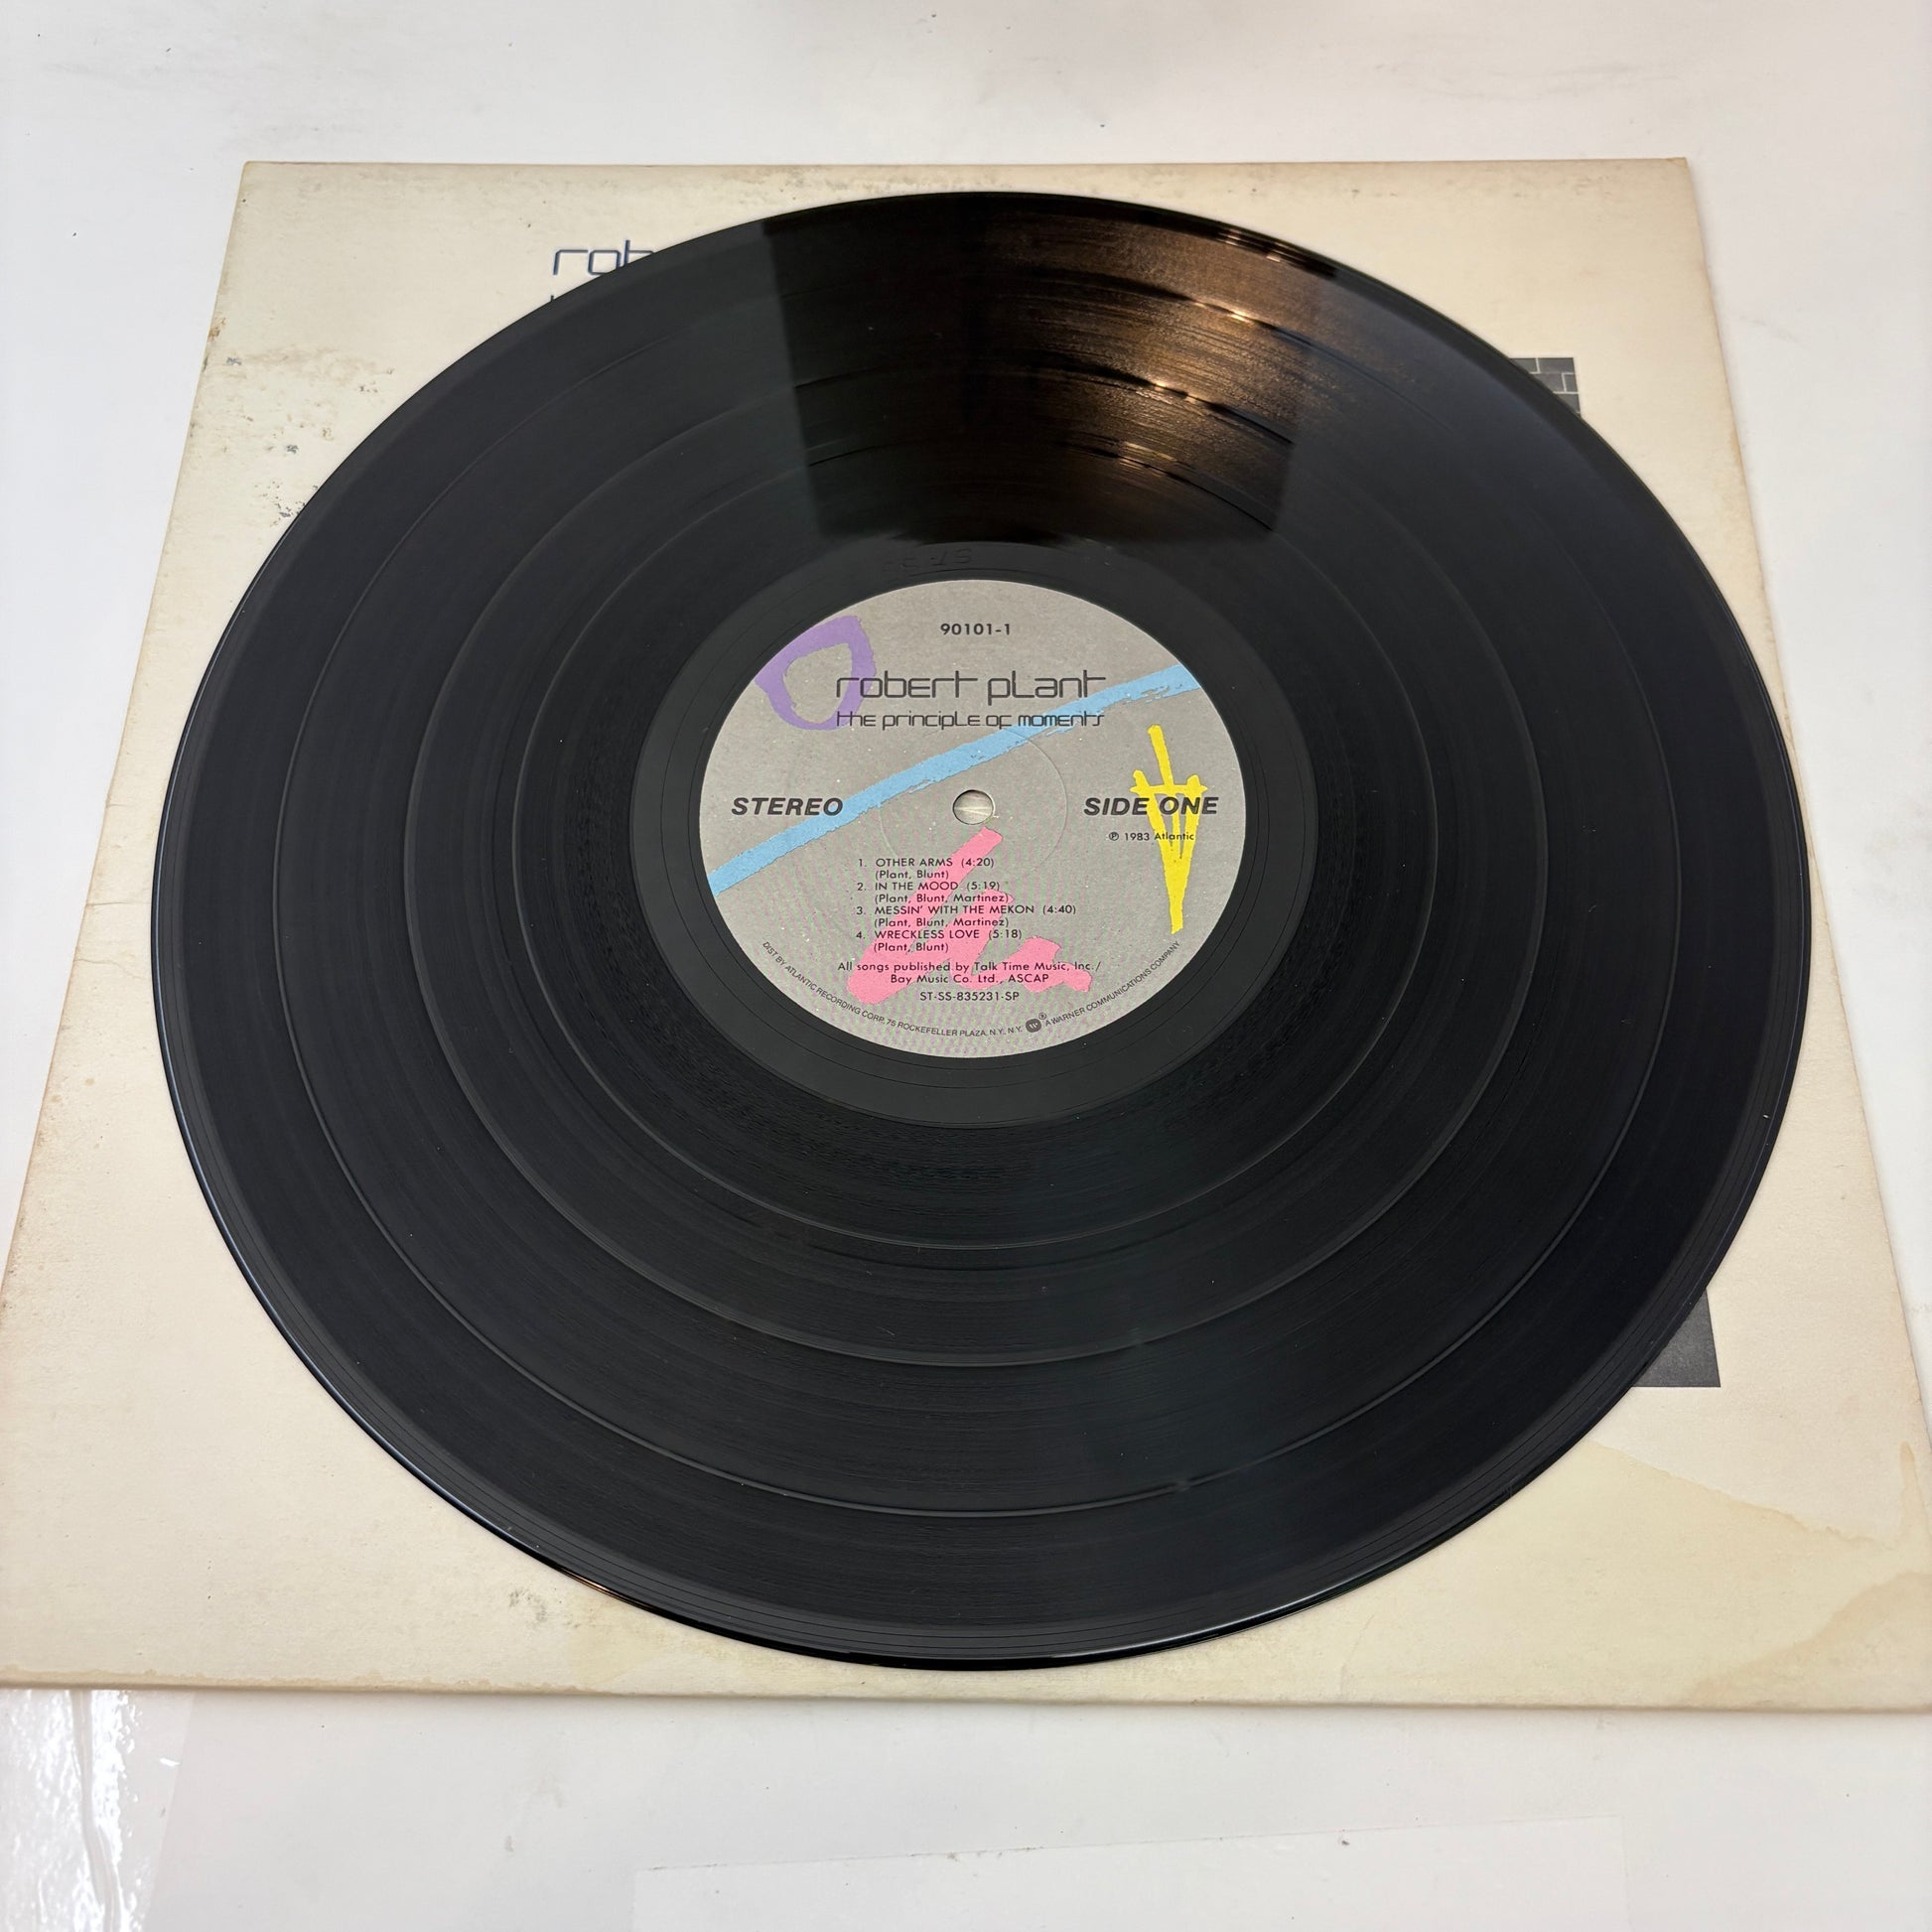 rob
90101-1
robert plant
the principle of moments
STEREO
SIDE ONE
℗ 1983 Atlantic
1. OTHER ARMS (4:20)
(Plant, Blunt)
2. IN THE MOOD (5:19)
(Plant, Blunt, Martinez)
3. MESSIN' WITH THE MEKON (4:40)
(Plant, Blunt, Martinez)
4. WRECKLESS LOVE (5:18)
(Plant, Blunt)
All songs published by Talk Time Music, Inc./
Bay Music Co. Ltd., ASCAP
ST-SS-835231-SP
DIST BY ATLANTIC RECORDING CORP. 75 ROCKEFELLER PLAZA, N.Y. N.Y. ® A WARNER COMMUNICATIONS COMPANY